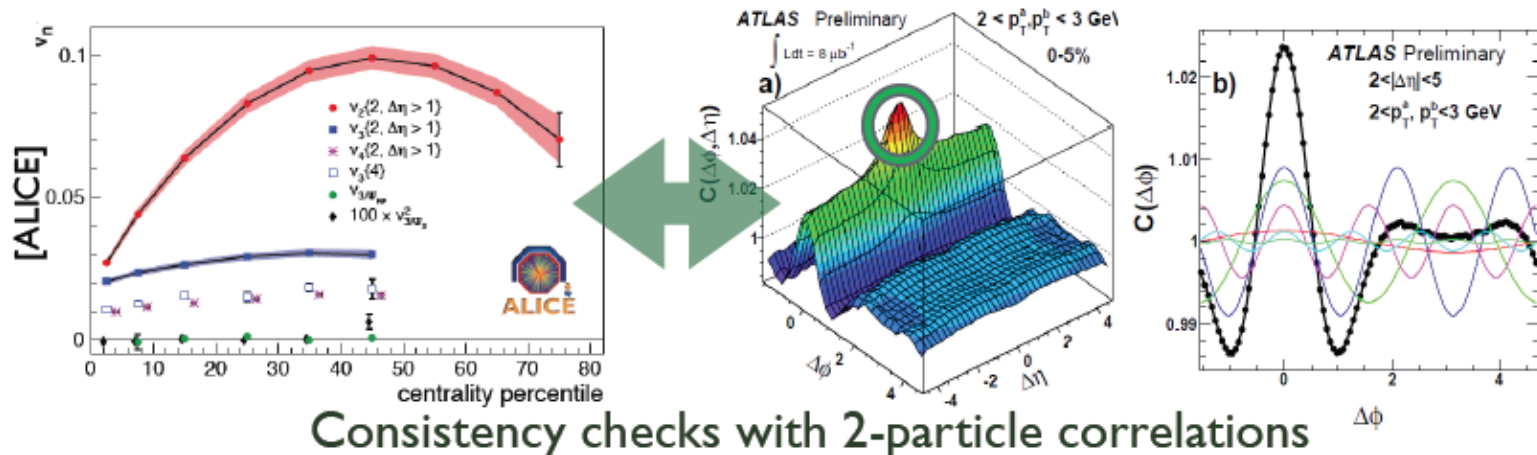 v_n
[ALICE]
0.1
0.05
0
v₂{2, Δη > 1}
v₃{2, Δη > 1}
v₄{2, Δη > 1}
v₃{4}
v₃/Ψ_RP
100 × v²₃/Ψ₂
ALICE
0 10 20 30 40 50 60 70 80
centrality percentile
ATLAS Preliminary
∫ Ldt = 8 μb⁻¹
2 < p_T^a, p_T^b < 3 GeV
0-5%
a)
C(Δϕ,Δη)
1.04
1.02
1
0 2 4
Δϕ
-4 -2 0 2 4
Δη
ATLAS Preliminary
b)
2<|Δη|<5
2<p_T^a, p_T^b<3 GeV
C(Δϕ)
1.02
1.01
1
0.99
0 2 4
Δϕ
Consistency checks with 2-particle correlations